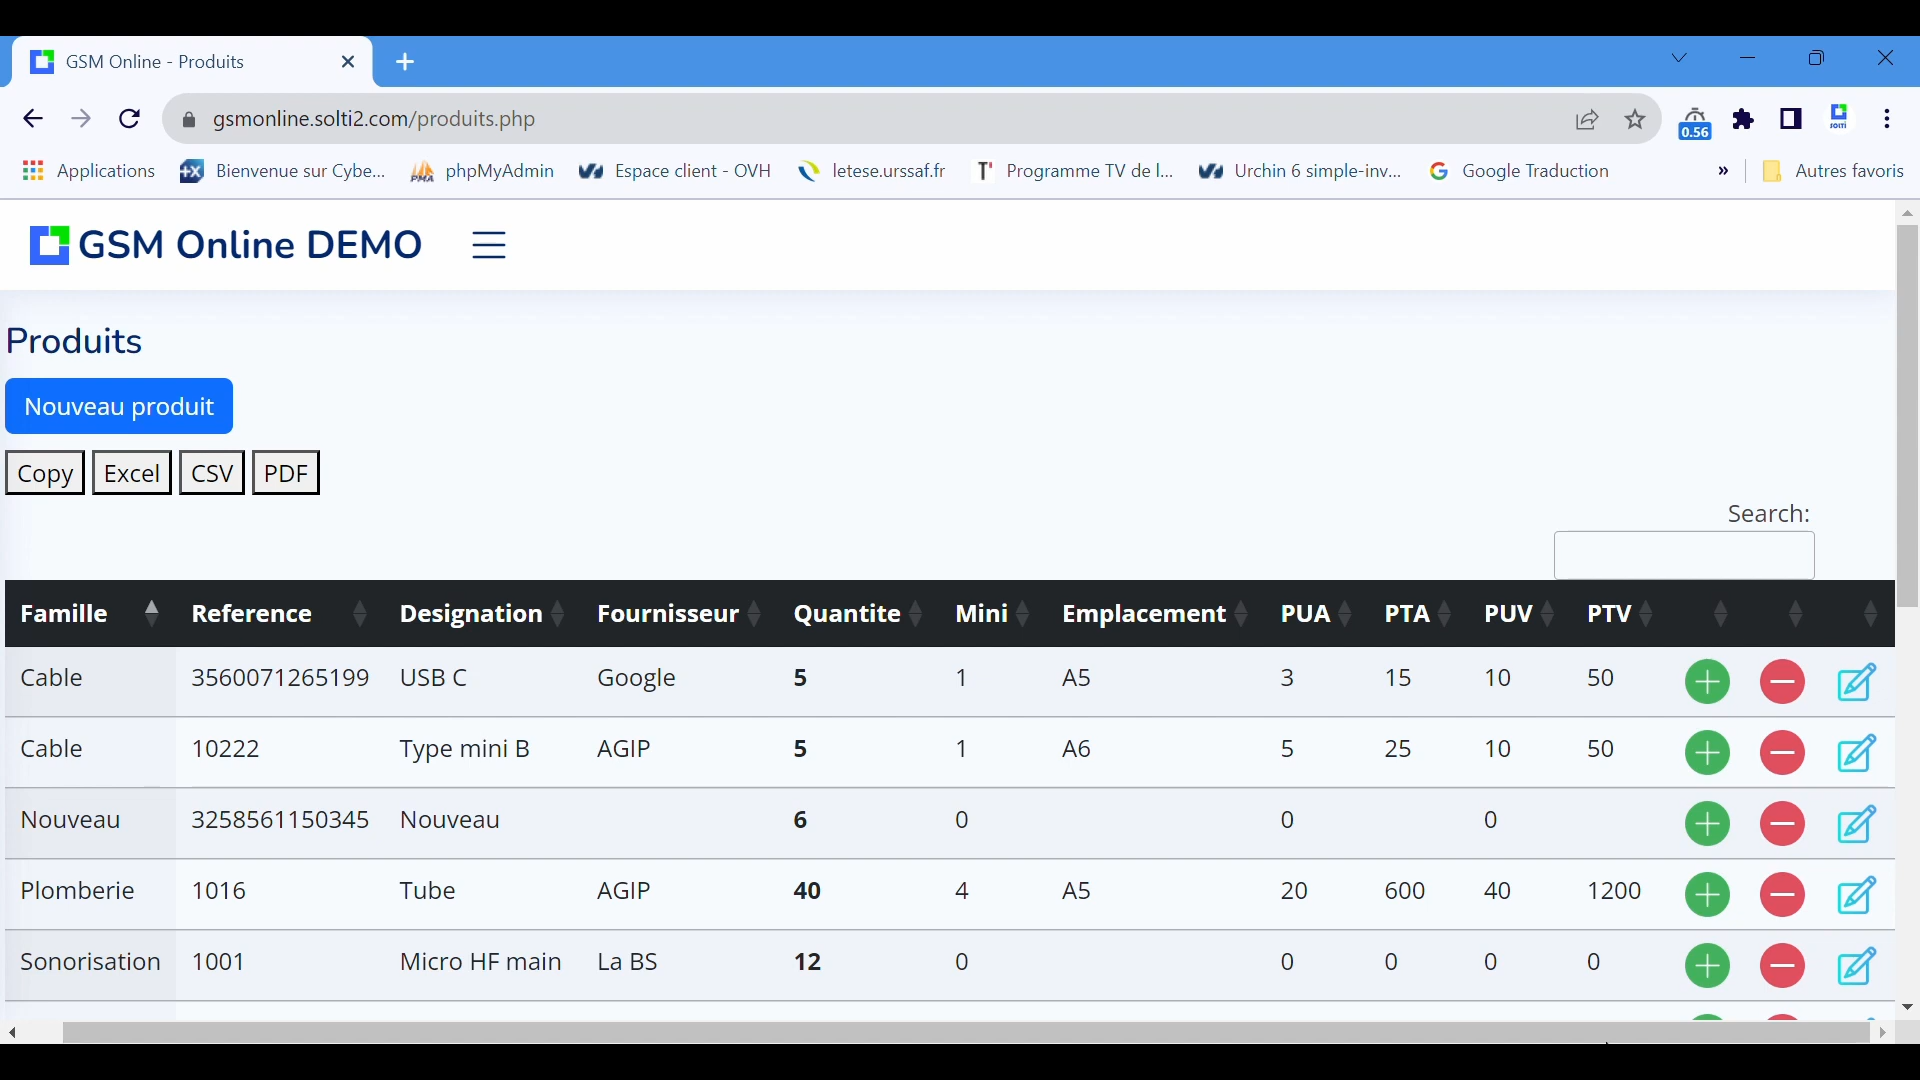 GSM Online - Produits
gsmonline.solti2.com/produits.php
0.56
SOLTI
Applications
+X Bienvenue sur Cybe...
PMA phpMyAdmin
Espace client - OVH
letese.urssaf.fr
T Programme TV de l...
Urchin 6 simple-inv...
G Google Traduction
»
Autres favoris
GSM Online DEMO
Produits
Nouveau produit
Copy Excel CSV PDF
Search:
Famille Reference Designation Fournisseur Quantite Mini Emplacement PUA PTA PUV PTV
Cable 3560071265199 USB C Google 5 1 A5 3 15 10 50
Cable 10222 Type mini B AGIP 5 1 A6 5 25 10 50
Nouveau 3258561150345 Nouveau 6 0 0 0
Plomberie 1016 Tube AGIP 40 4 A5 20 600 40 1200
Sonorisation 1001 Micro HF main La BS 12 0 0 0 0 0